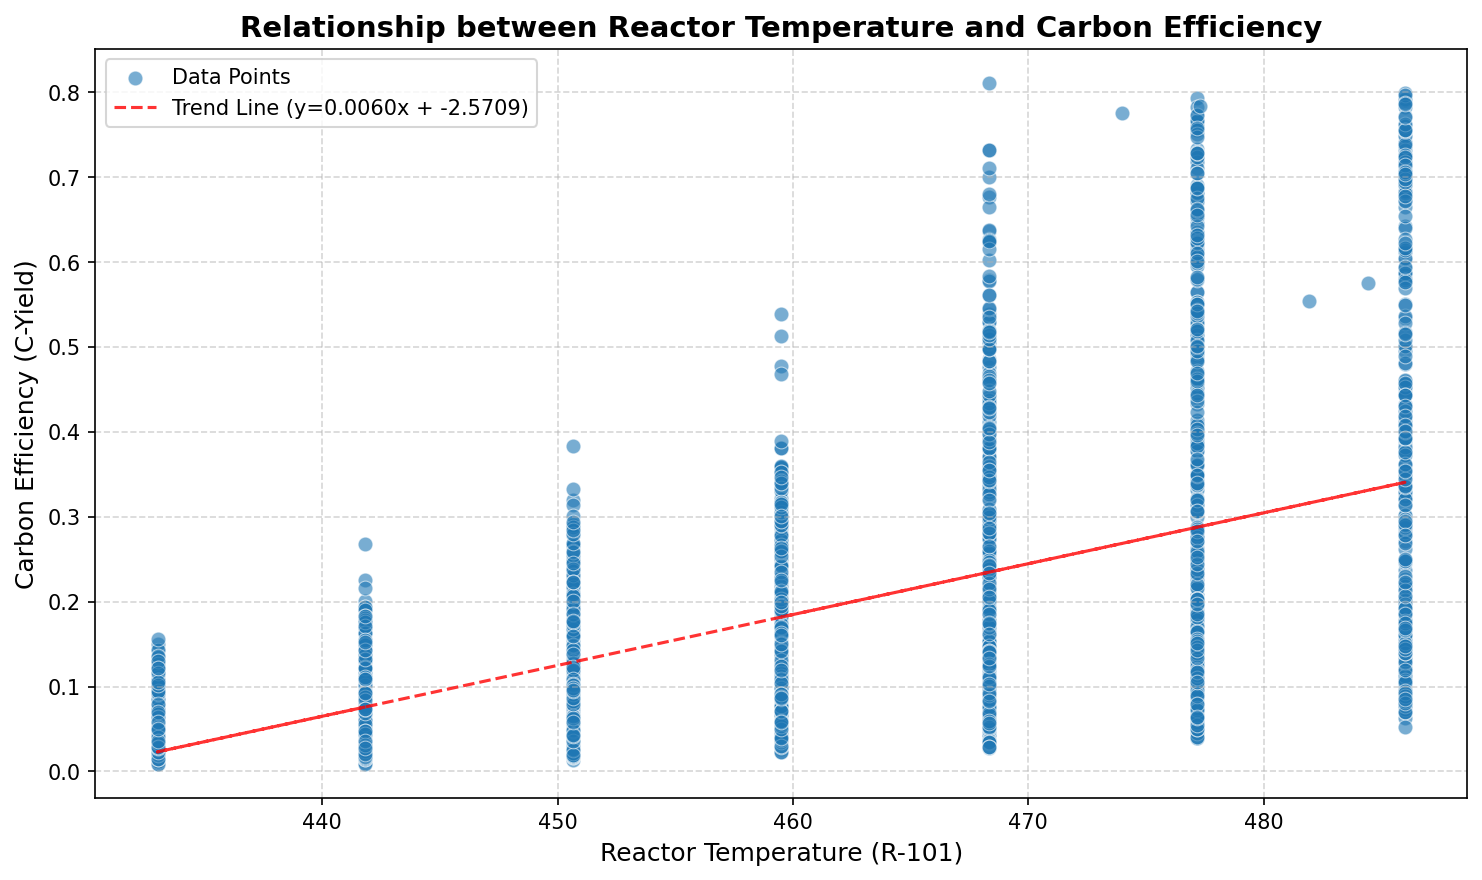 Relationship between Reactor Temperature and Carbon Efficiency
Data Points
Trend Line (y=0.0060x + -2.5709)
0.8
0.7
0.6
0.5
0.4
0.3
0.2
0.1
0.0
Carbon Efficiency (C-Yield)
440
450
460
470
480
Reactor Temperature (R-101)